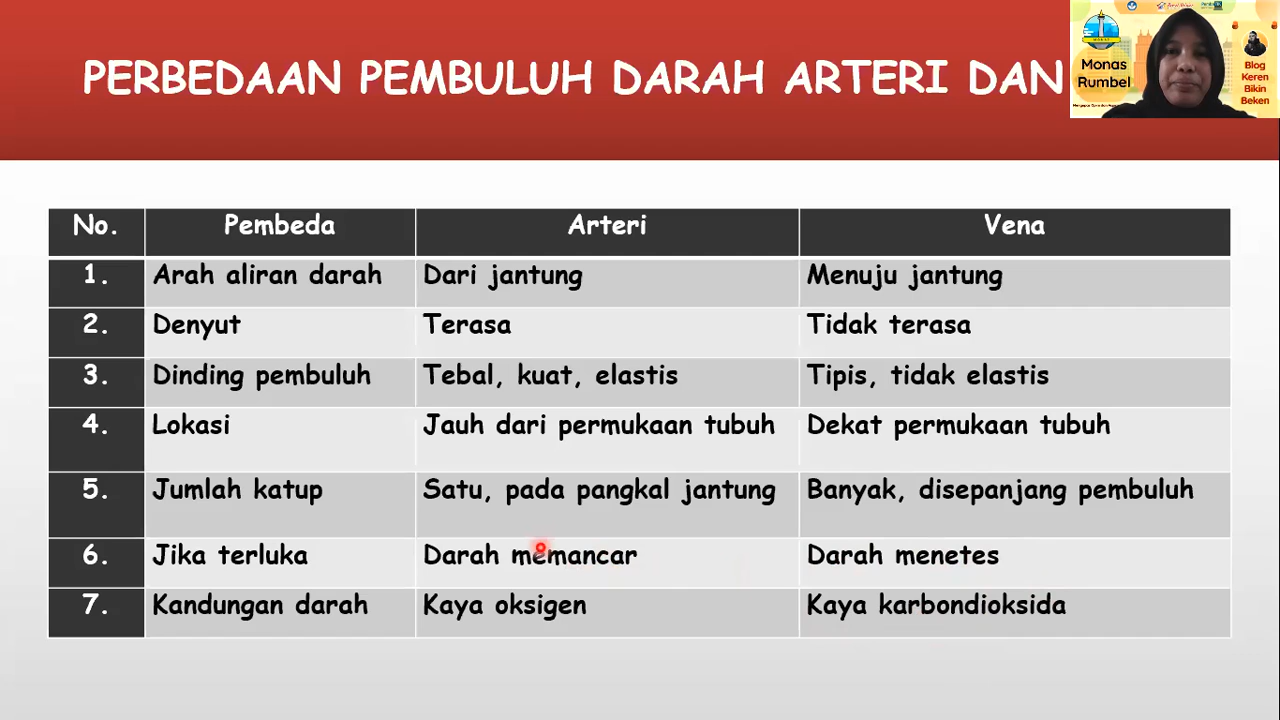 PERBEDAAN PEMBULUH DARAH ARTERI DAN
Monas
Rumbel
Blog
Keren
Bikin
Beken
No. Pembeda Arteri Vena
1. Arah aliran darah Dari jantung Menuju jantung
2. Denyut Terasa Tidak terasa
3. Dinding pembuluh Tebal, kuat, elastis Tipis, tidak elastis
4. Lokasi Jauh dari permukaan tubuh Dekat permukaan tubuh
5. Jumlah katup Satu, pada pangkal jantung Banyak, disepanjang pembuluh
6. Jika terluka Darah memancar Darah menetes
7. Kandungan darah Kaya oksigen Kaya karbondioksida